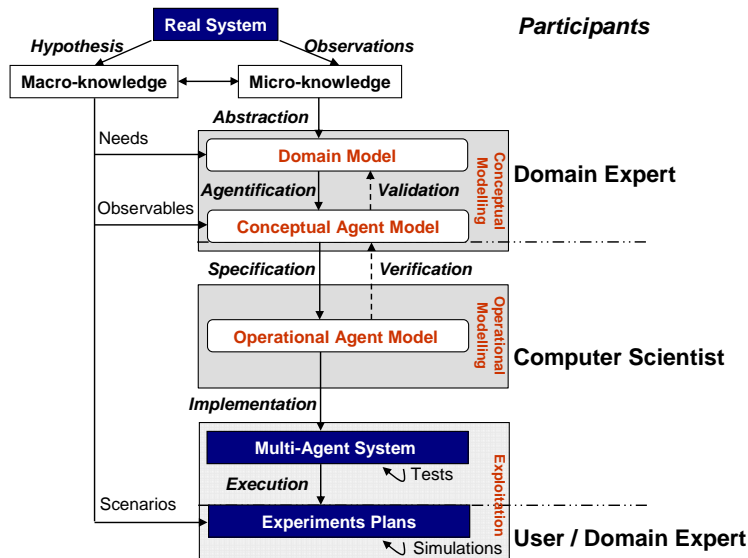 Real System
Participants
Hypothesis
Observations
Macro-knowledge
Micro-knowledge
Abstraction
Needs
Domain Model
Conceptual
Modelling
Domain Expert
Agentification
Validation
Observables
Conceptual Agent Model
Specification
Verification
Operational
Modelling
Operational Agent Model
Computer Scientist
Implementation
Multi-Agent System
Tests
Execution
Exploitation
Scenarios
Experiments Plans
User / Domain Expert
Simulations